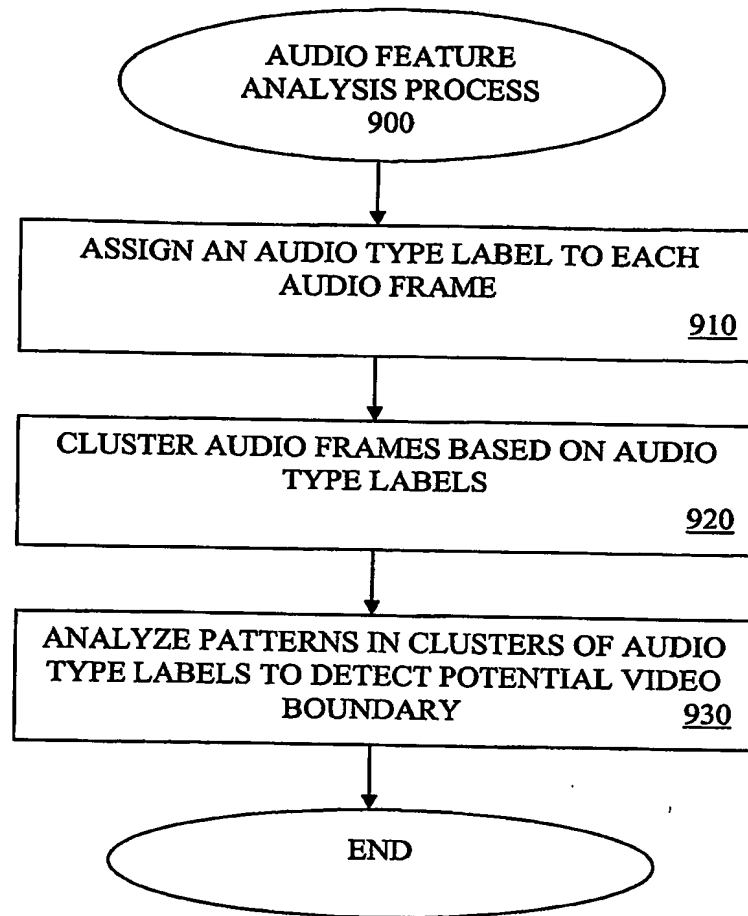 AUDIO FEATURE
ANALYSIS PROCESS
900
ASSIGN AN AUDIO TYPE LABEL TO EACH
AUDIO FRAME
910
CLUSTER AUDIO FRAMES BASED ON AUDIO
TYPE LABELS
920
ANALYZE PATTERNS IN CLUSTERS OF AUDIO
TYPE LABELS TO DETECT POTENTIAL VIDEO
BOUNDARY 930
END